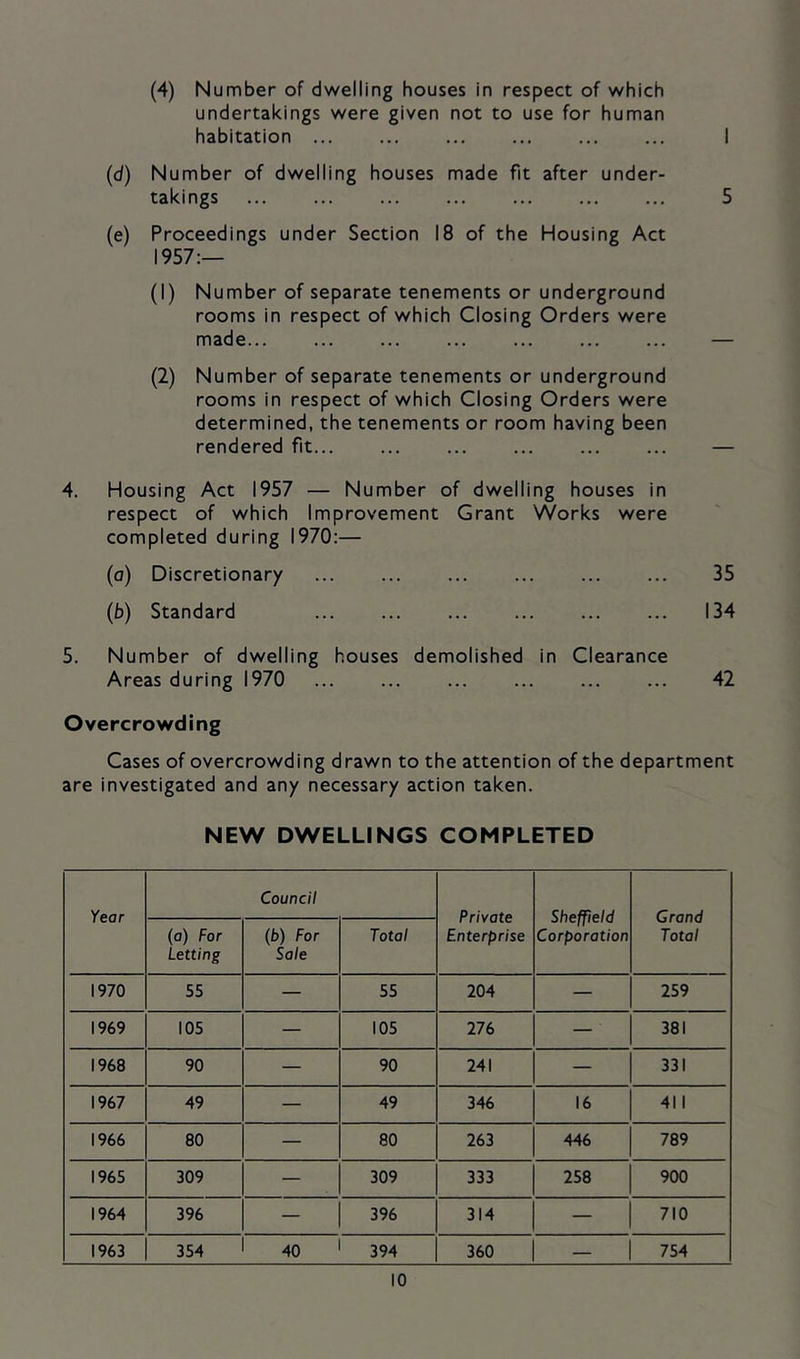 (4) Number of dwelling houses in respect of which
undertakings were given not to use for human
habitation ... ... ... ... ... ... 1
(d) Number of dwelling houses made fit after under-
takings ... ... ... ... ... ... ... 5
(e) Proceedings under Section 18 of the Housing Act
1957:—
(1) Number of separate tenements or underground
rooms in respect of which Closing Orders were
made... ... ... ... ... ... ... —
(2) Number of separate tenements or underground
rooms in respect of which Closing Orders were
determined, the tenements or room having been
rendered fit... ... ... ... ... ... —
4. Housing Act 1957 — Number of dwelling houses in
respect of which Improvement Grant Works were
completed during 1970:—
(a) Discretionary ... ... ... ... ... ... 35
(b) Standard ... ... ... ... ... ... 134
5. Number of dwelling houses demolished in Clearance
Areas during 1970 ... ... ... ... ... ... 42
Overcrowding
Cases of overcrowding drawn to the attention of the department
are investigated and any necessary action taken.
NEW DWELLINGS COMPLETED
Year Council Private Enterprise Sheffield Corporation Grand Total
(a) For Letting (b) For Sale Total
1970 55 — 55 204 — 259
1969 105 — 105 276 — 381
1968 90 — 90 241 — 331
1967 49 — 49 346 16 411
1966 80 — 80 263 446 789
1965 309 — 309 333 258 900
1964 396 — 396 314 — 710
1963 354 40 394 360 — 754
10